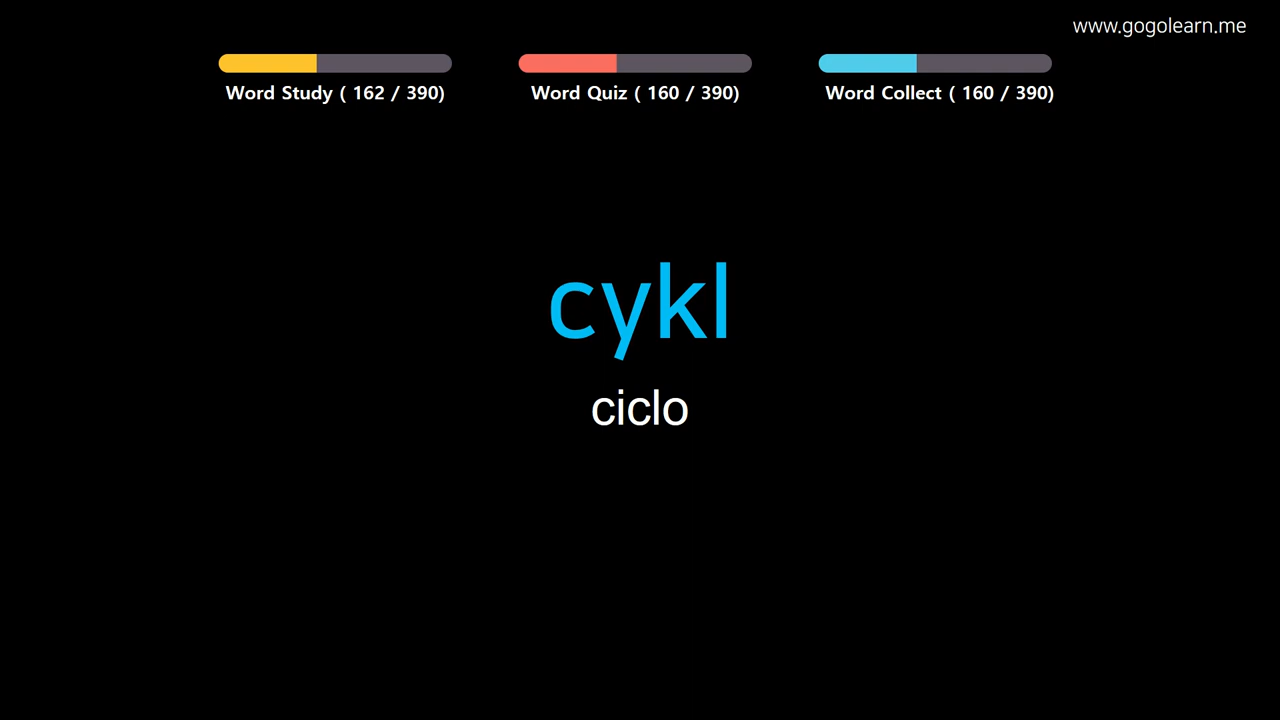 www.gogolearn.me
Word Study ( 162 / 390)
Word Quiz ( 160 / 390)
Word Collect ( 160 / 390)
cykl
ciclo